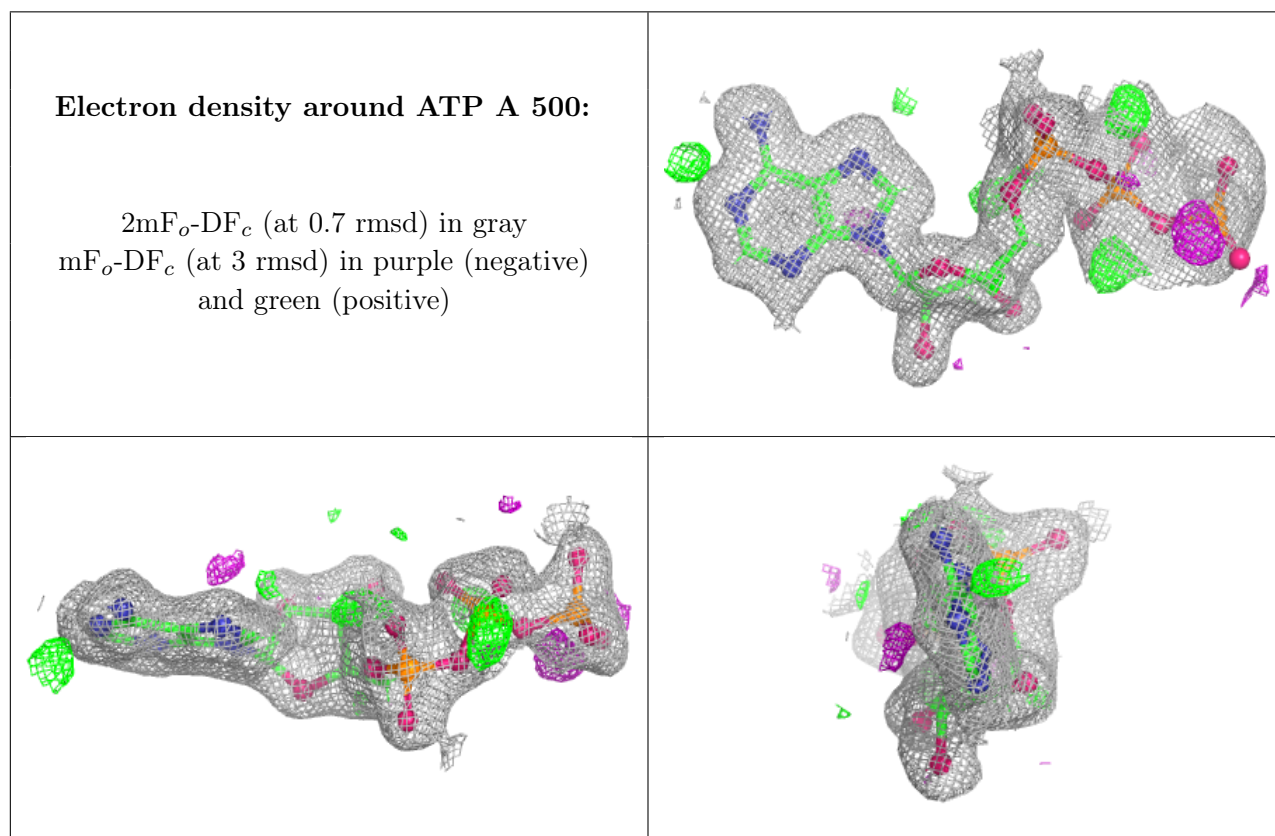 Electron density around ATP A 500:
2mFₒ-DF𝒸 (at 0.7 rmsd) in gray
mFₒ-DF𝒸 (at 3 rmsd) in purple (negative)
and green (positive)